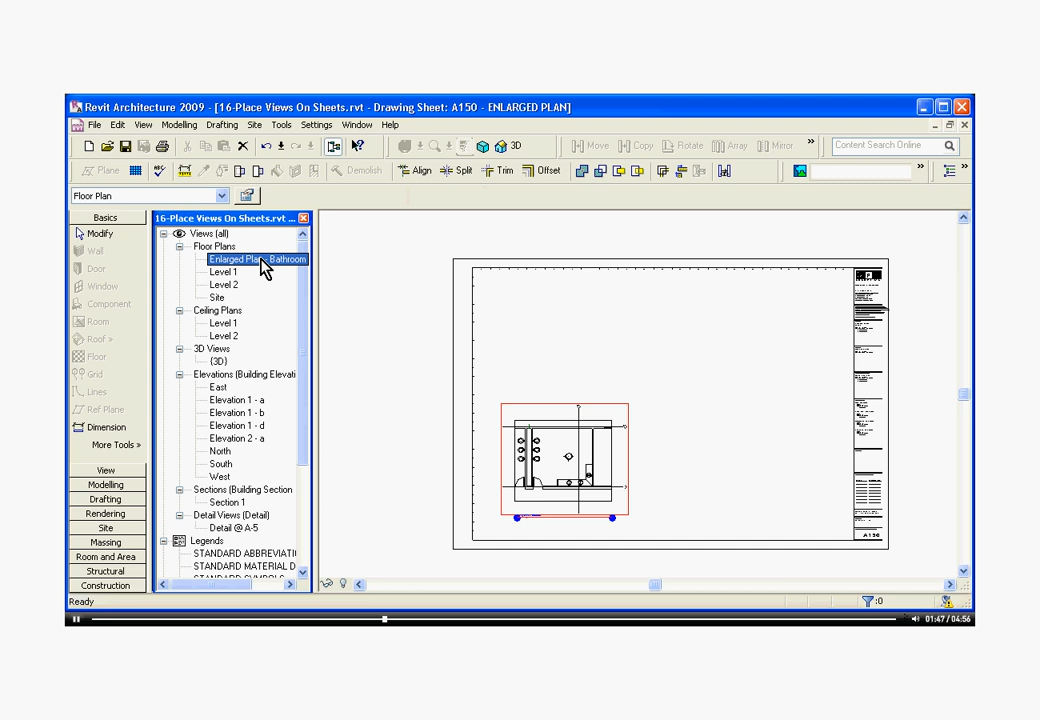 Revit Architecture 2009 - [16-Place Views On Sheets.rvt - Drawing Sheet: A150 - ENLARGED PLAN]
File Edit View Modelling Drafting Site Tools Settings Window Help
3D Move Copy Rotate Array Mirror » Content Search Online
Plane Demolish Align Split Trim Offset » »
Floor Plan
Basics
Modify
Wall
Door
Window
Component
Room
Roof »
Floor
Grid
Lines
Ref Plane
Dimension
More Tools »
View
Modelling
Drafting
Rendering
Site
Massing
Room and Area
Structural
Construction
16-Place Views On Sheets.rvt ...
Views (all)
Floor Plans
Enlarged Bathroom
Level 1
Level 2
Site
Ceiling Plans
Level 1
Level 2
3D Views
{3D}
Elevations (Building Elevati
East
Elevation 1 - a
Elevation 1 - b
Elevation 1 - d
Elevation 2 - a
North
South
West
Sections (Building Section
Section 1
Detail Views (Detail)
Detail @ A-5
Legends
STANDARD ABBREVIATI
STANDARD MATERIAL D
STANDARD SYMBOLS
Ready
:0
01:47 / 04:56